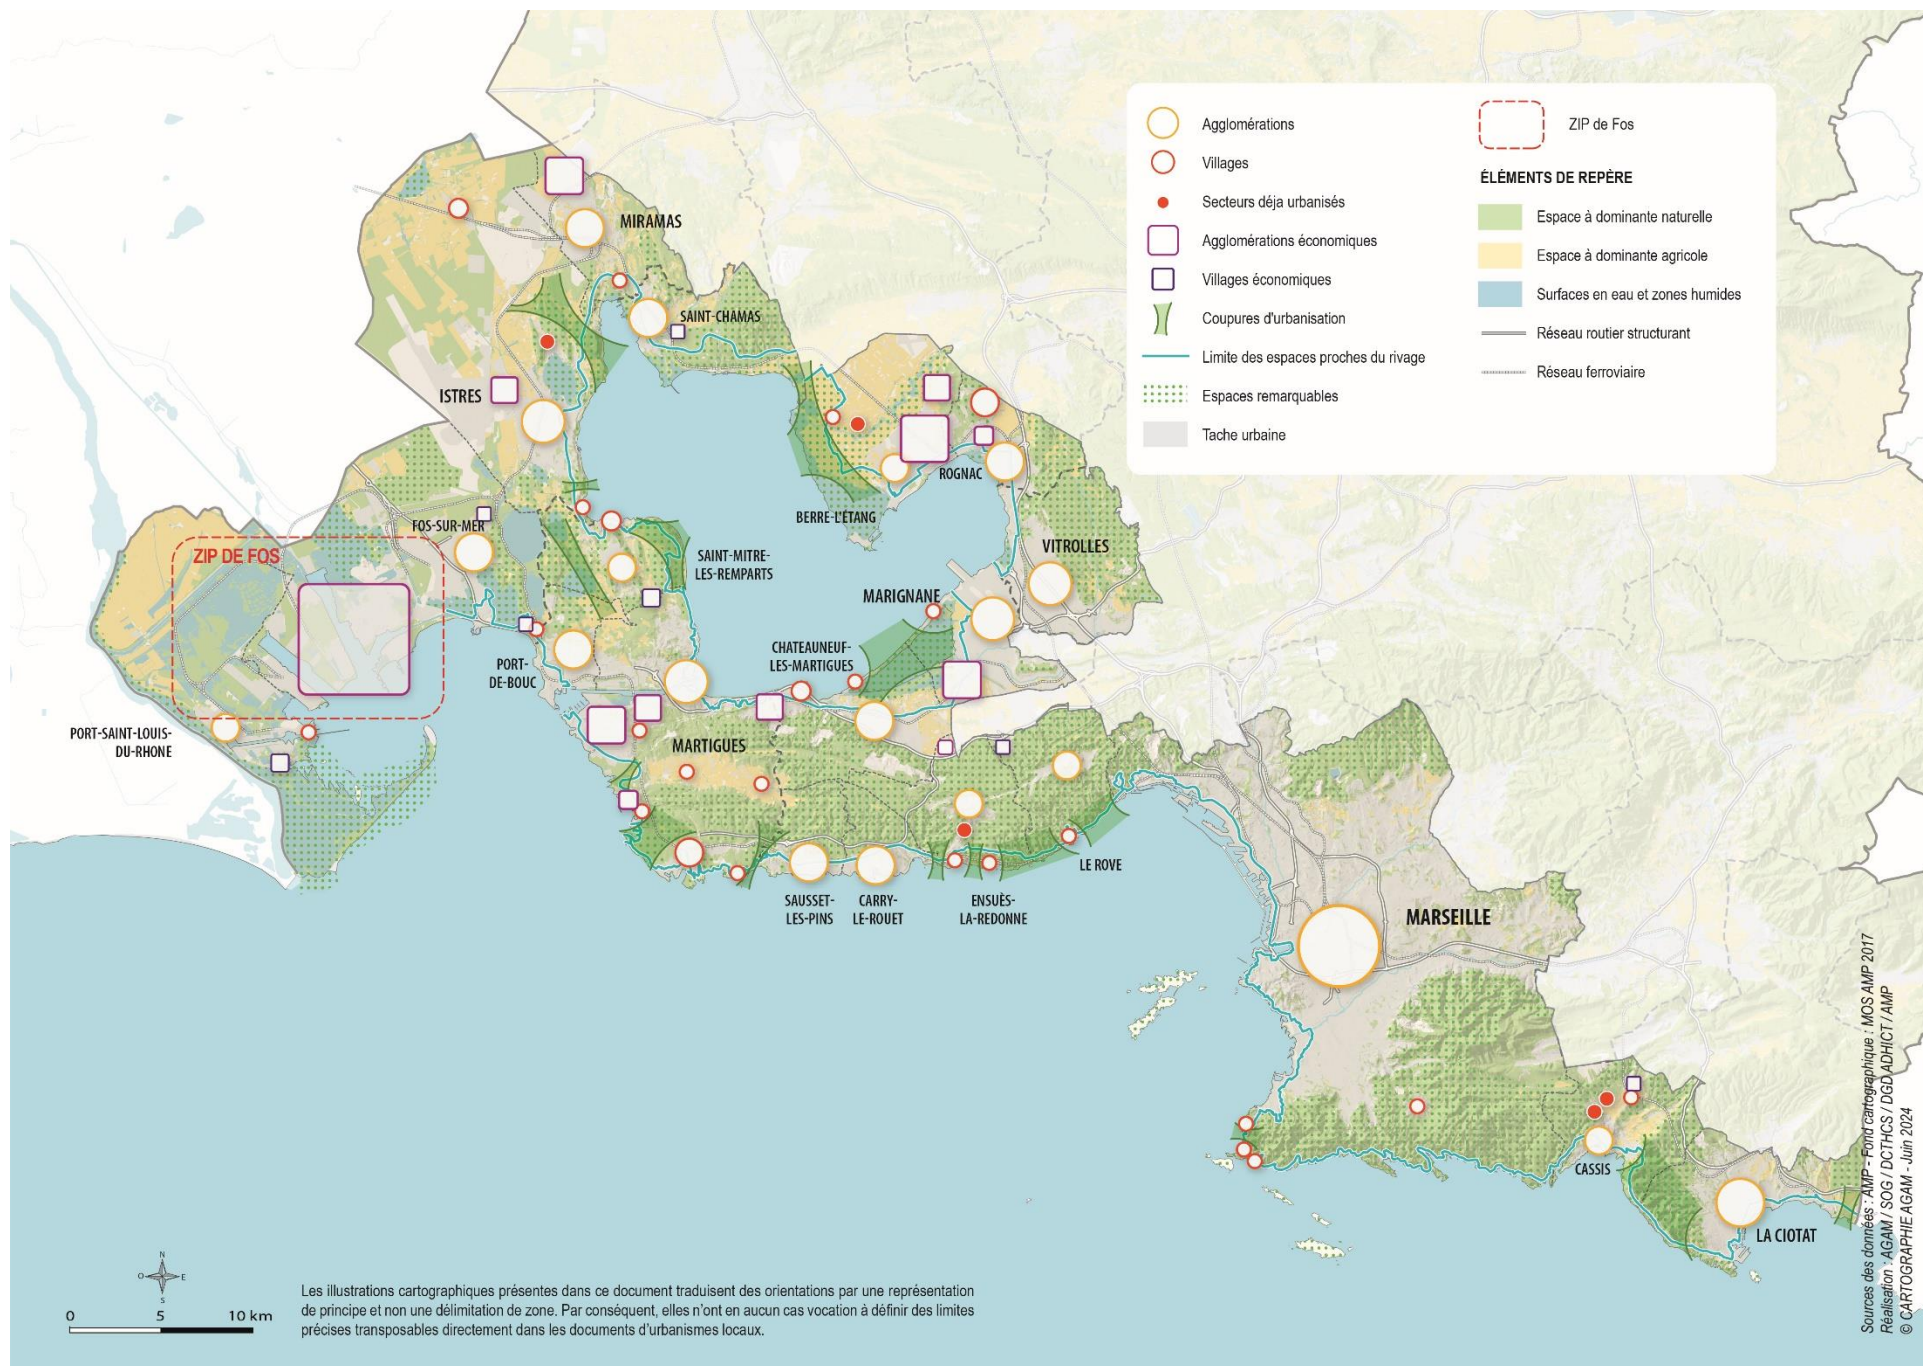 Agglomérations
Villages
Secteurs déja urbanisés
Agglomérations économiques
Villages économiques
Coupures d'urbanisation
Limite des espaces proches du rivage
Espaces remarquables
Tache urbaine
ZIP de Fos
ÉLÉMENTS DE REPÈRE
Espace à dominante naturelle
Espace à dominante agricole
Surfaces en eau et zones humides
Réseau routier structurant
Réseau ferroviaire
MIRAMAS
SAINT-CHAMAS
ISTRES
ROGNAC
BERRE-L'ÉTANG
FOS-SUR-MER
ZIP DE FOS
SAINT-MITRE-
LES-REMPARTS
VITROLLES
MARIGNANE
CHATEAUNEUF-
LES-MARTIGUES
PORT-
DE-BOUC
PORT-SAINT-LOUIS-
DU-RHONE
MARTIGUES
LE ROVE
SAUSSET-
LES-PINS
CARRY-
LE-ROUET
ENSUÈS-
LA-REDONNE
MARSEILLE
CASSIS
LA CIOTAT
N
O
E
S
0 5 10 km
Les illustrations cartographiques présentes dans ce document traduisent des orientations par une représentation
de principe et non une délimitation de zone. Par conséquent, elles n'ont en aucun cas vocation à définir des limites
précises transposables directement dans les documents d'urbanismes locaux.
Sources des données : AMP - Fond cartographique : MOS AMP 2017
Réalisation : AGAM / SOG / DCTHCS / DGD ADHICT / AMP
© CARTOGRAPHIE AGAM - Juin 2024